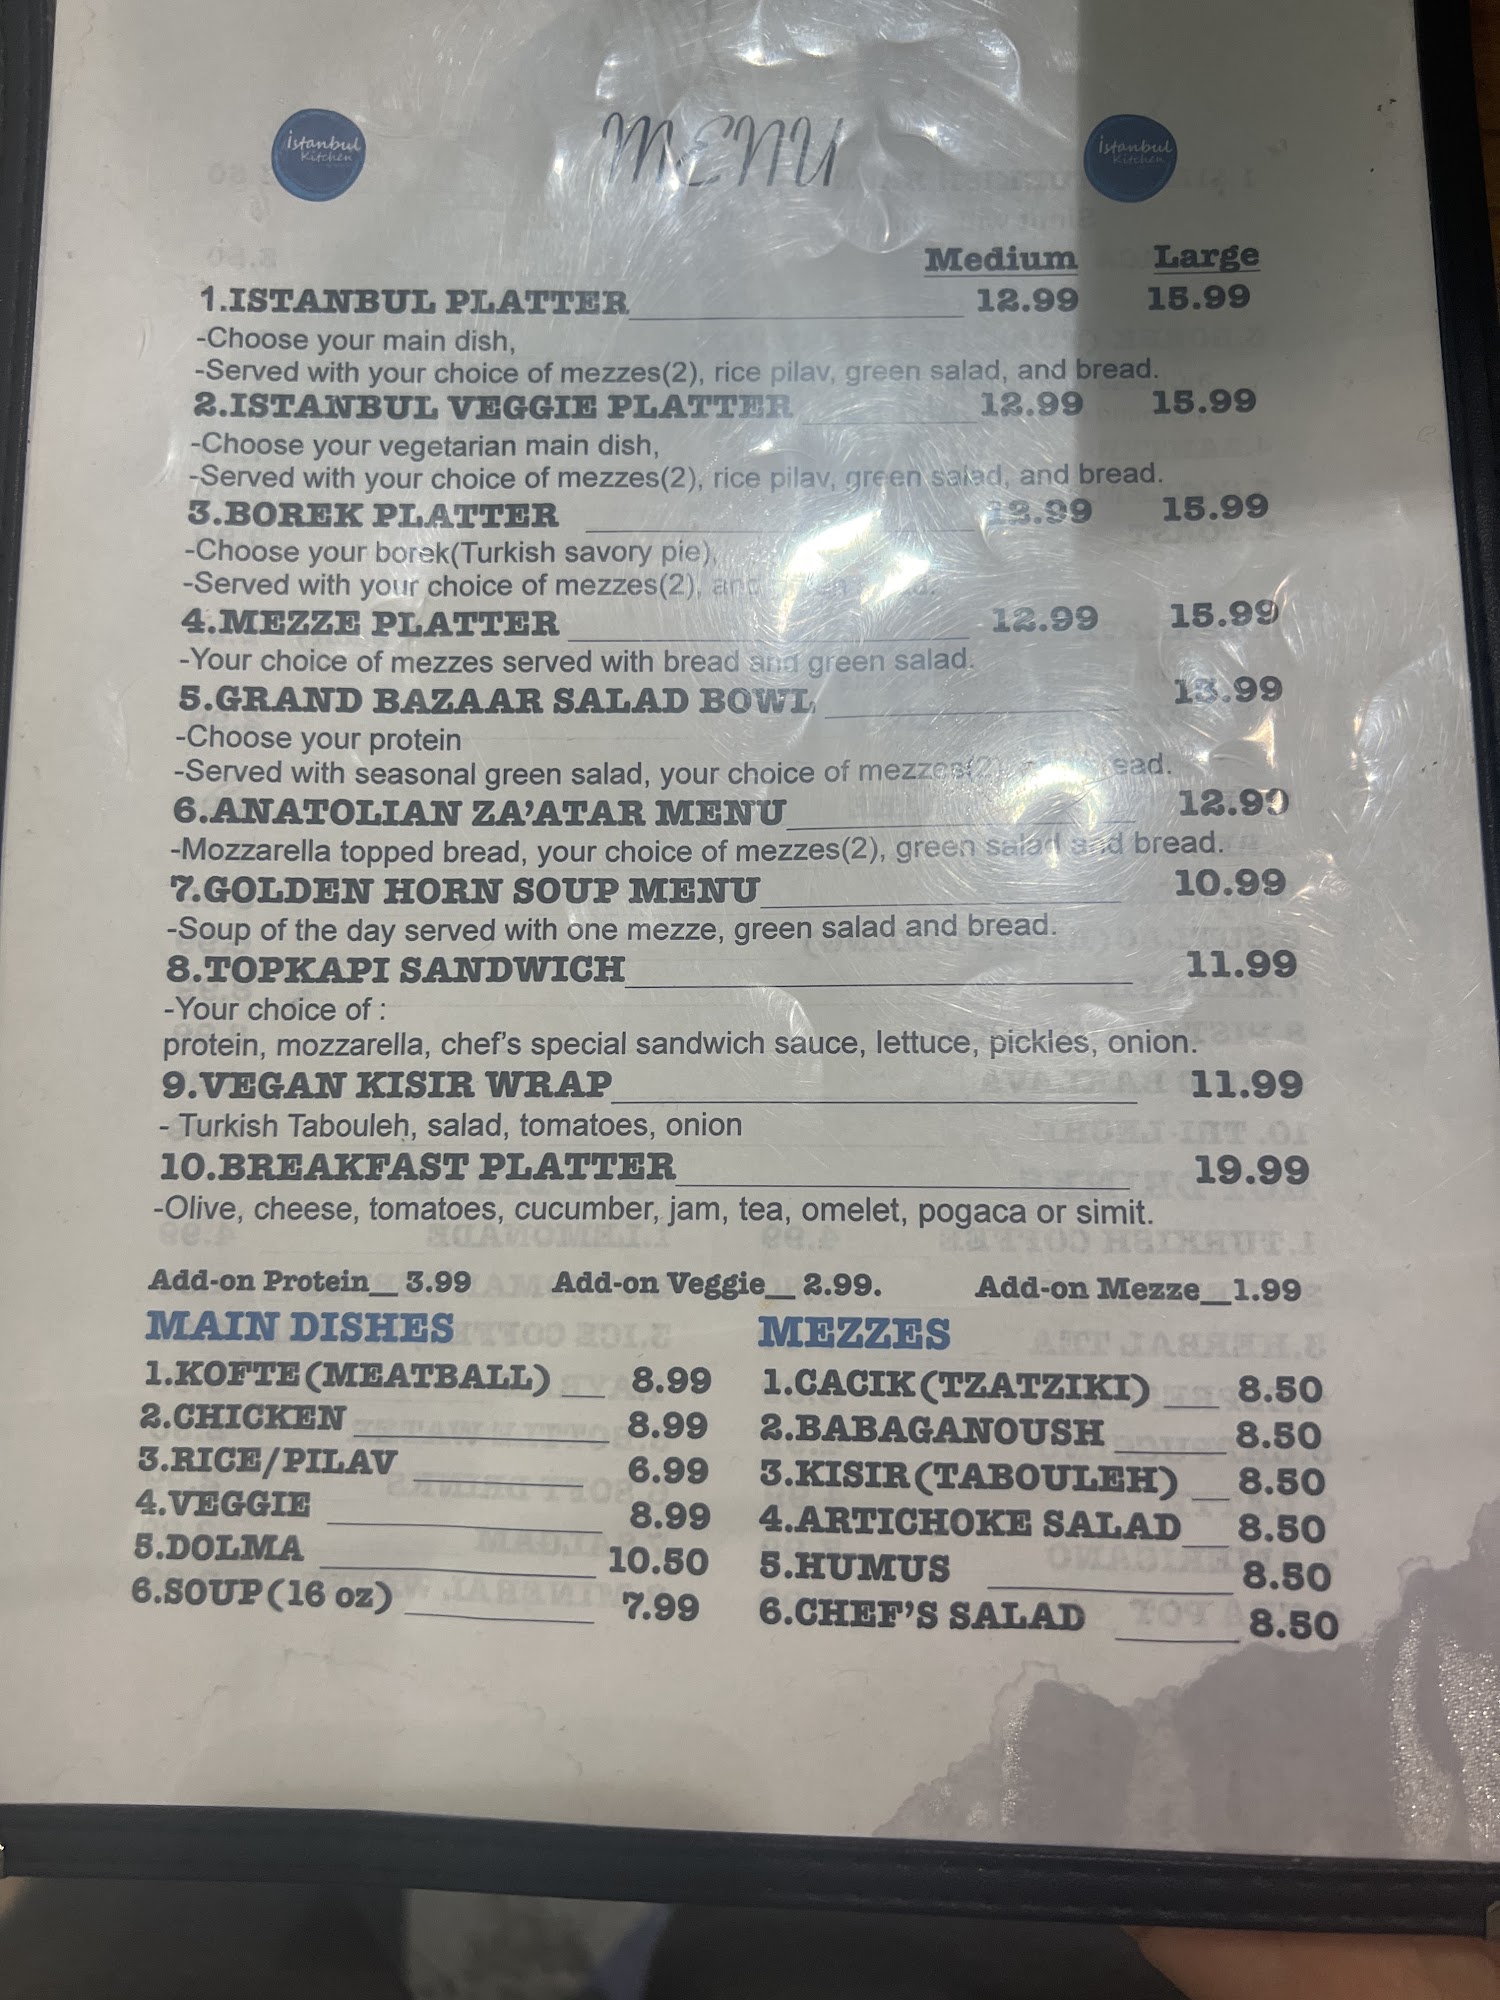 İstanbul
Kitchen
MENU
İstanbul
Kitchen
Medium Large
1.ISTANBUL PLATTER 12.99 15.99
-Choose your main dish,
-Served with your choice of mezzes(2), rice pilav, green salad, and bread.
2.ISTANBUL VEGGIE PLATTER 12.99 15.99
-Choose your vegetarian main dish,
-Served with your choice of mezzes(2), rice pilav, green salad, and bread.
3.BOREK PLATTER 12.99 15.99
-Choose your borek(Turkish savory pie),
-Served with your choice of mezzes(2), and
4.MEZZE PLATTER 12.99 15.99
-Your choice of mezzes served with bread and green salad.
5.GRAND BAZAAR SALAD BOWL
-Choose your protein
-Served with seasonal green salad, your choice of mezzes(2) bread.
6.ANATOLIAN ZA'ATAR MENU 12.99
-Mozzarella topped bread, your choice of mezzes(2), green salad and bread.
7.GOLDEN HORN SOUP MENU 10.99
-Soup of the day served with one mezze, green salad and bread.
8.TOPKAPI SANDWICH 11.99
-Your choice of :
protein, mozzarella, chef's special sandwich sauce, lettuce, pickles, onion.
9.VEGAN KISIR WRAP 11.99
- Turkish Tabouleh, salad, tomatoes, onion
10.BREAKFAST PLATTER 19.99
-Olive, cheese, tomatoes, cucumber, jam, tea, omelet, pogaca or simit.
Add-on Protein__ 3.99 Add-on Veggie__ 2.99. Add-on Mezze__1.99
MAIN DISHES
1.KOFTE(MEATBALL) 8.99
2.CHICKEN 8.99
3.RICE/PILAV 6.99
4.VEGGIE 8.99
5.DOLMA 10.50
6.SOUP(16 oz) 7.99
MEZZES
1.CACIK(TZATZIKI) 8.50
2.BABAGANOUSH 8.50
3.KISIR(TABOULEH) 8.50
4.ARTICHOKE SALAD 8.50
5.HUMUS 8.50
6.CHEF'S SALAD 8.50